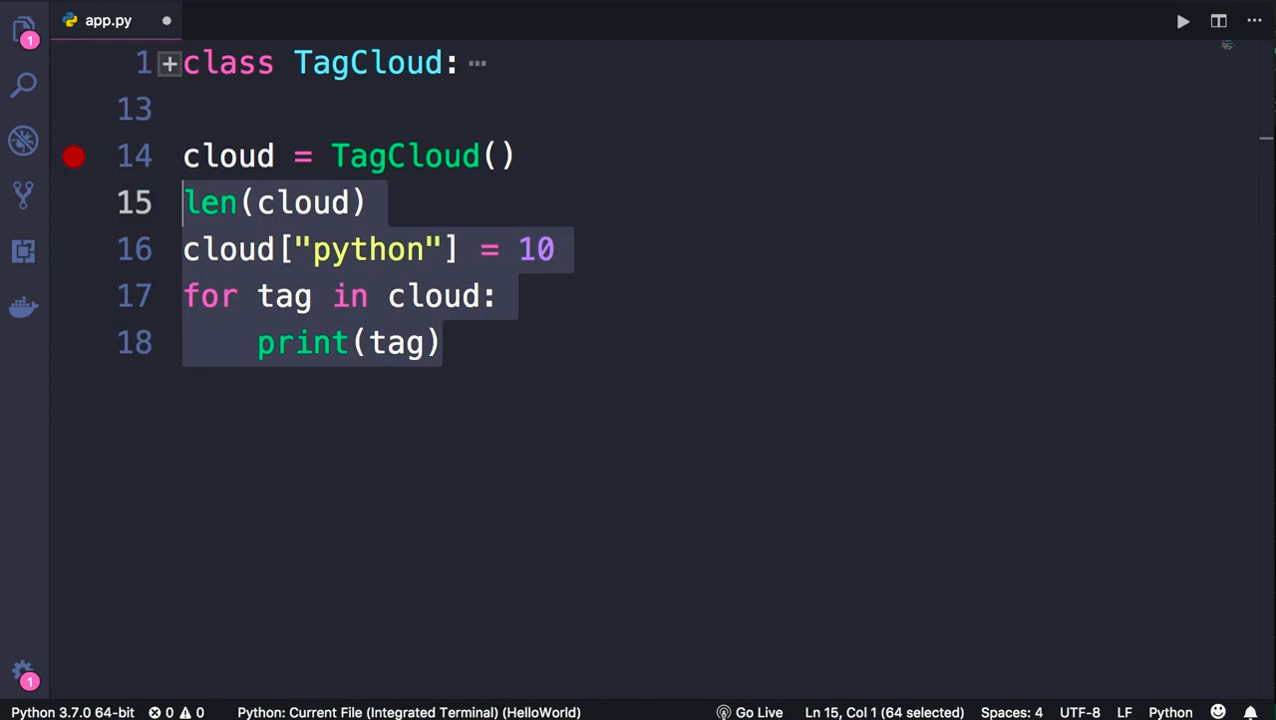 app.py
1 class TagCloud:
13
14 cloud = TagCloud()
15 len(cloud)
16 cloud["python"] = 10
17 for tag in cloud:
18     print(tag)
1
1
Python 3.7.0 64-bit 0 0 Python: Current File (Integrated Terminal) (HelloWorld) Go Live Ln 15, Col 1 (64 selected) Spaces: 4 UTF-8 LF Python